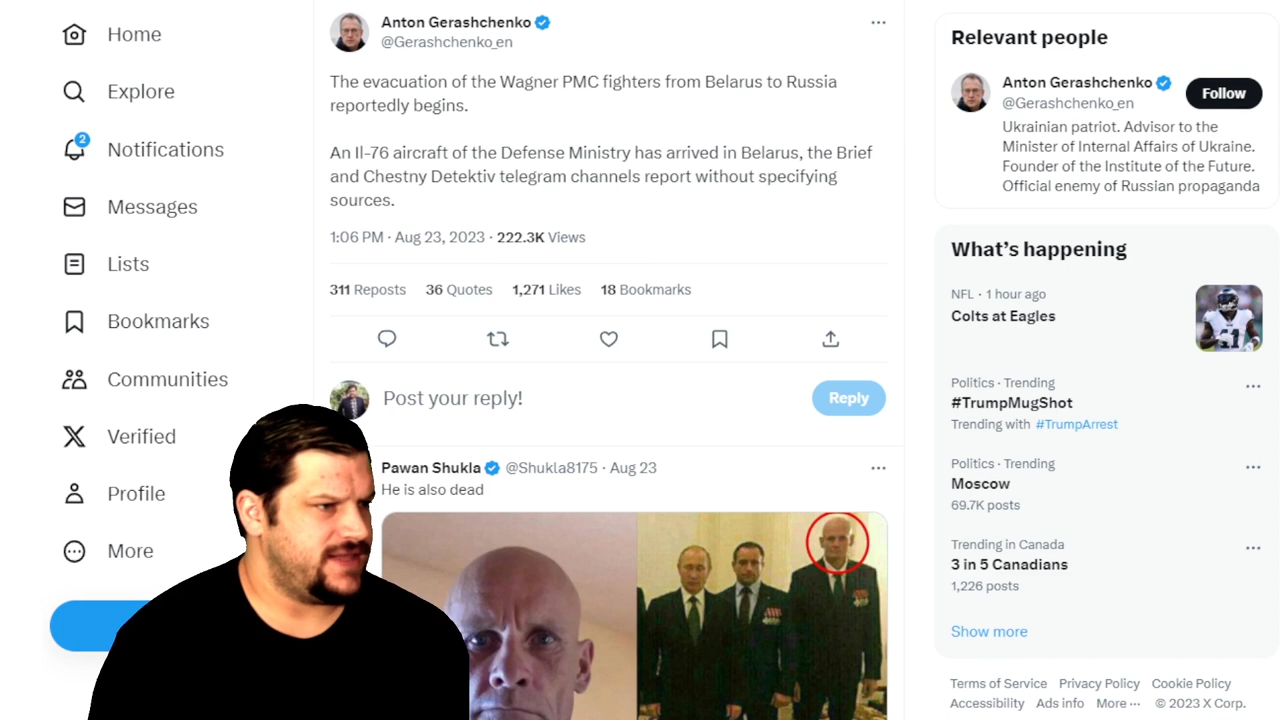 Home
Explore
2
Notifications
Messages
Lists
Bookmarks
Communities
Verified
Profile
More
Anton Gerashchenko
@Gerashchenko_en
The evacuation of the Wagner PMC fighters from Belarus to Russia
reportedly begins.
An Il-76 aircraft of the Defense Ministry has arrived in Belarus, the Brief
and Chestny Detektiv telegram channels report without specifying
sources.
1:06 PM · Aug 23, 2023 · 222.3K Views
311 Reposts 36 Quotes 1,271 Likes 18 Bookmarks
Post your reply!
Reply
Pawan Shukla @Shukla8175 · Aug 23
He is also dead
Relevant people
Anton Gerashchenko
@Gerashchenko_en
Follow
Ukrainian patriot. Advisor to the
Minister of Internal Affairs of Ukraine.
Founder of the Institute of the Future.
Official enemy of Russian propaganda
What's happening
NFL · 1 hour ago
Colts at Eagles
Politics · Trending
#TrumpMugShot
Trending with #TrumpArrest
Politics · Trending
Moscow
69.7K posts
Trending in Canada
3 in 5 Canadians
1,226 posts
Show more
Terms of Service Privacy Policy Cookie Policy
Accessibility Ads info More ··· © 2023 X Corp.